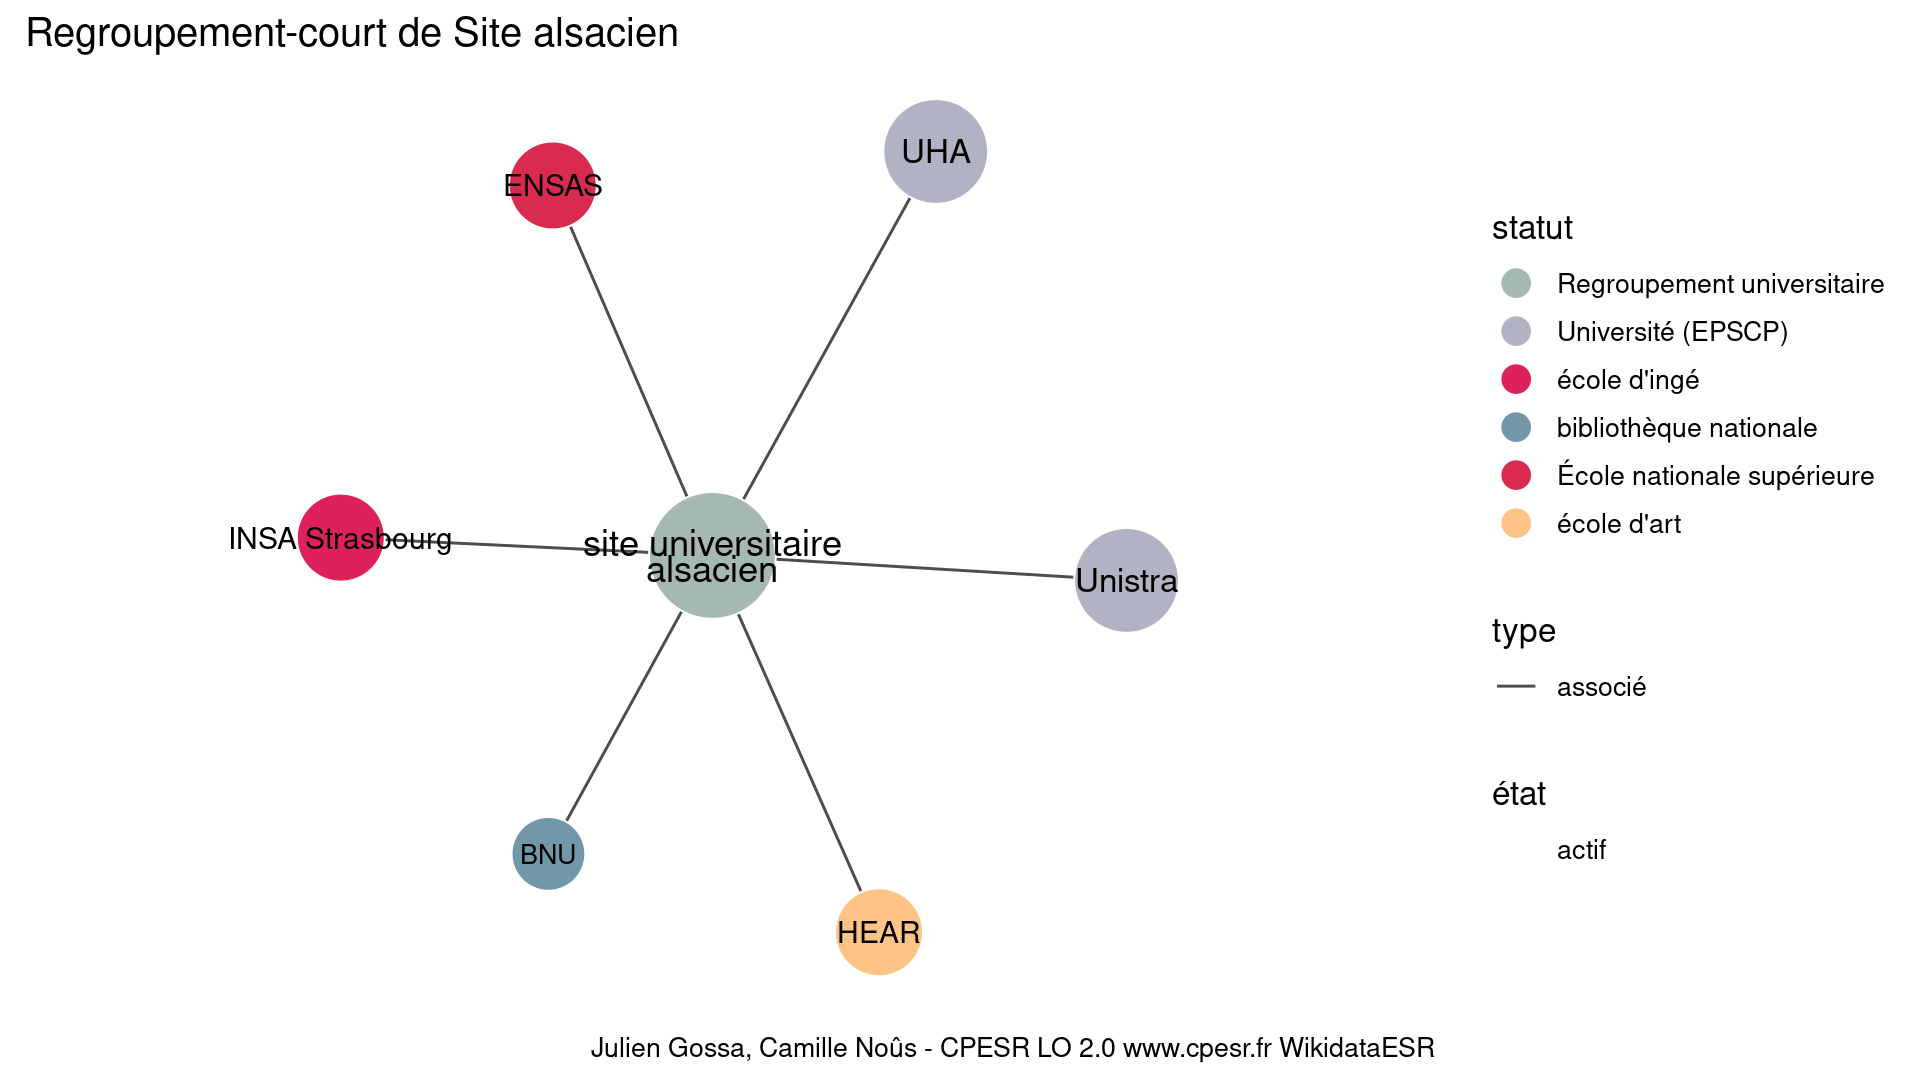 Regroupement-court de Site alsacien
UHA
ENSAS
INSA Strasbourg
site universitaire
alsacien
Unistra
BNU
HEAR
statut
Regroupement universitaire
Université (EPSCP)
école d'ingé
bibliothèque nationale
École nationale supérieure
école d'art
type
associé
état
actif
Julien Gossa, Camille Noûs - CPESR LO 2.0 www.cpesr.fr WikidataESR